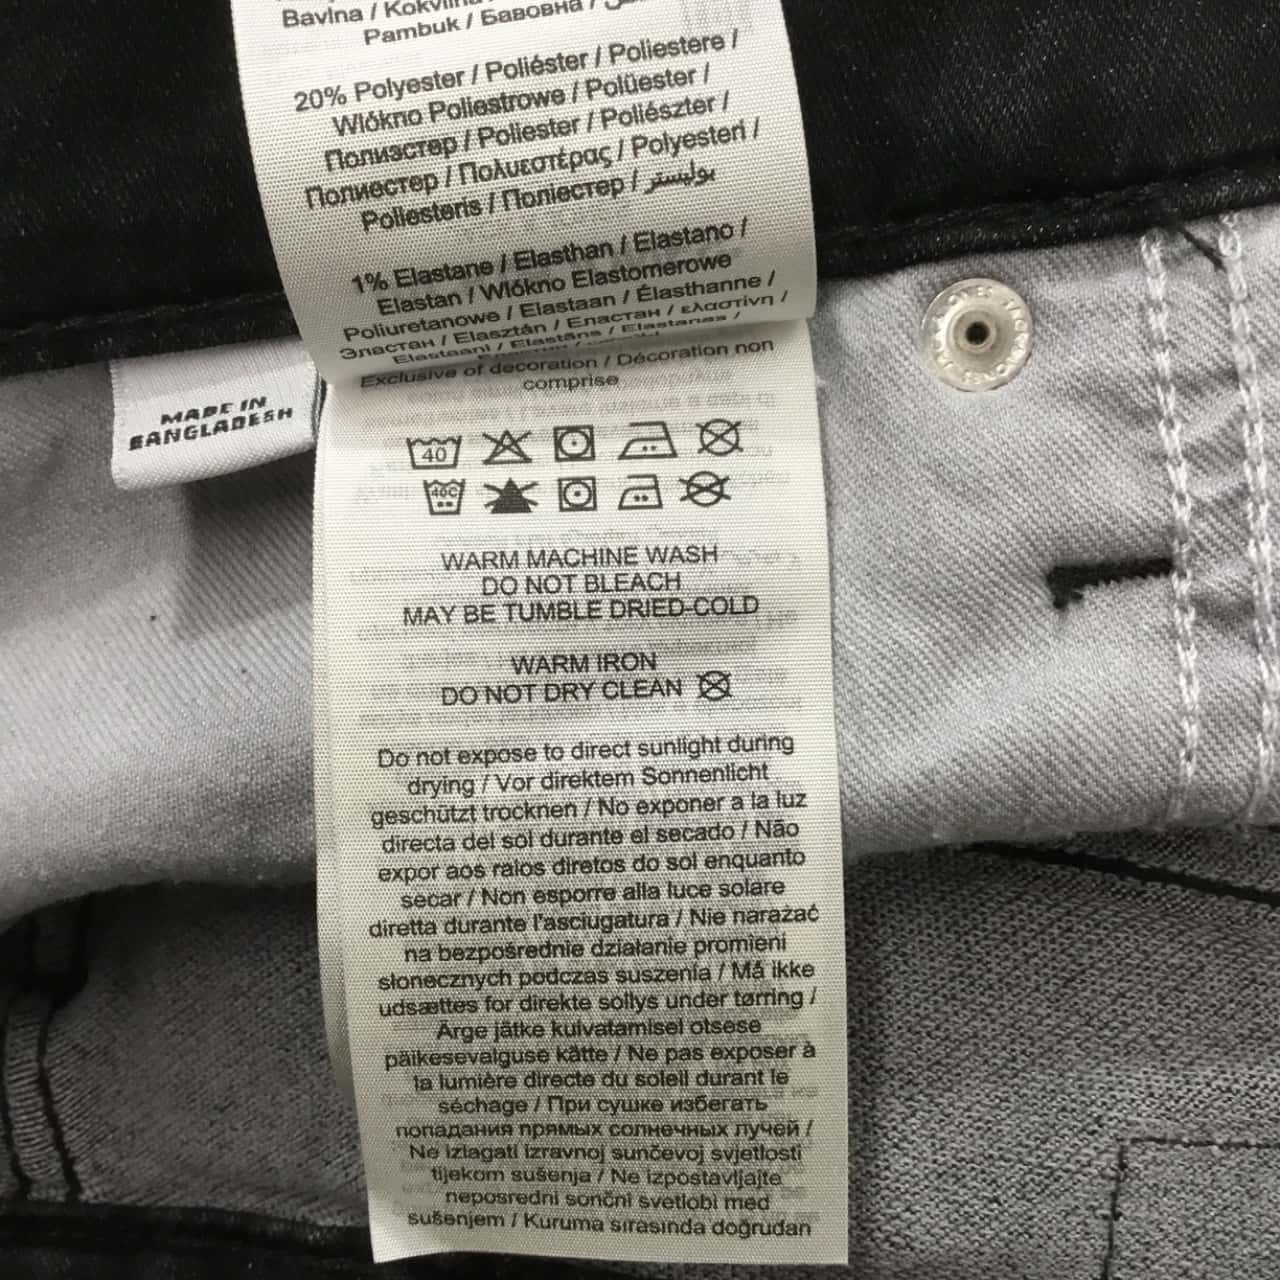 Bavlna / Kokvilna
Pambuk / Бавовна /
20% Polyester / Poliéster / Poliestere /
Wlókno Poliestrowe / Polüester /
Полиэстер / Poliester / Poliészter /
Полиестер / Πολυεστέρας / Polyesteri /
Poliesteris / Поліестер / بوليستر
1% Elastane / Elasthan / Elastano /
Elastan / Wlókno Elastomerowe
Poliuretanowe / Elastaan / Élasthanne /
Эластан / Elasztán / Еластан / ελαστίνη /
Elastaani / Elastāns / Elastanas /
Exclusive of decoration / Décoration non
comprise
MADE IN
BANGLADESH
40
40C
WARM MACHINE WASH
DO NOT BLEACH
MAY BE TUMBLE DRIED-COLD
WARM IRON
DO NOT DRY CLEAN
Do not expose to direct sunlight during
drying / Vor direktem Sonnenlicht
geschützt trocknen / No exponer a la luz
directa del sol durante el secado / Não
expor aos raios diretos do sol enquanto
secar / Non esporre alla luce solare
diretta durante l'asciugatura / Nie narażać
na bezpośrednie działanie promieni
słonecznych podczas suszenia / Må ikke
udsættes for direkte sollys under tørring /
Ärge jätke kuivatamisel otsese
päikesevalguse kätte / Ne pas exposer à
la lumière directe du soleil durant le
séchage / При сушке избегать
попадания прямых солнечных лучей /
Ne izlagati izravnoj sunčevoj svjetlosti
tijekom sušenja / Ne izpostavljajte
neposredni sončni svetlobi med
sušenjem / Kuruma sırasında doğrudan